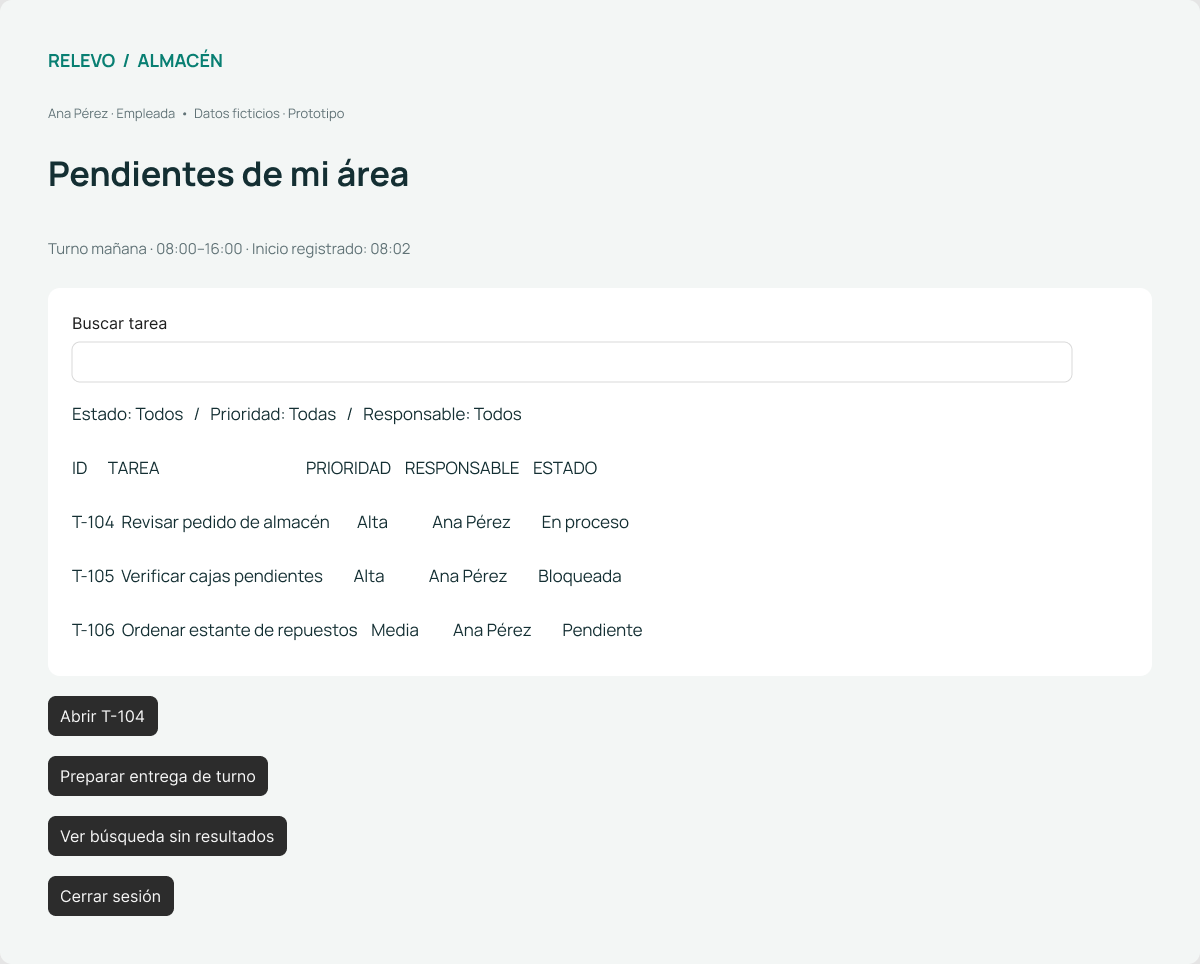 RELEVO / ALMACÉN
Ana Pérez · Empleada • Datos ficticios · Prototipo
Pendientes de mi área
Turno mañana · 08:00–16:00 · Inicio registrado: 08:02
Buscar tarea
Estado: Todos / Prioridad: Todas / Responsable: Todos
ID TAREA PRIORIDAD RESPONSABLE ESTADO
T-104 Revisar pedido de almacén Alta Ana Pérez En proceso
T-105 Verificar cajas pendientes Alta Ana Pérez Bloqueada
T-106 Ordenar estante de repuestos Media Ana Pérez Pendiente
Abrir T-104
Preparar entrega de turno
Ver búsqueda sin resultados
Cerrar sesión